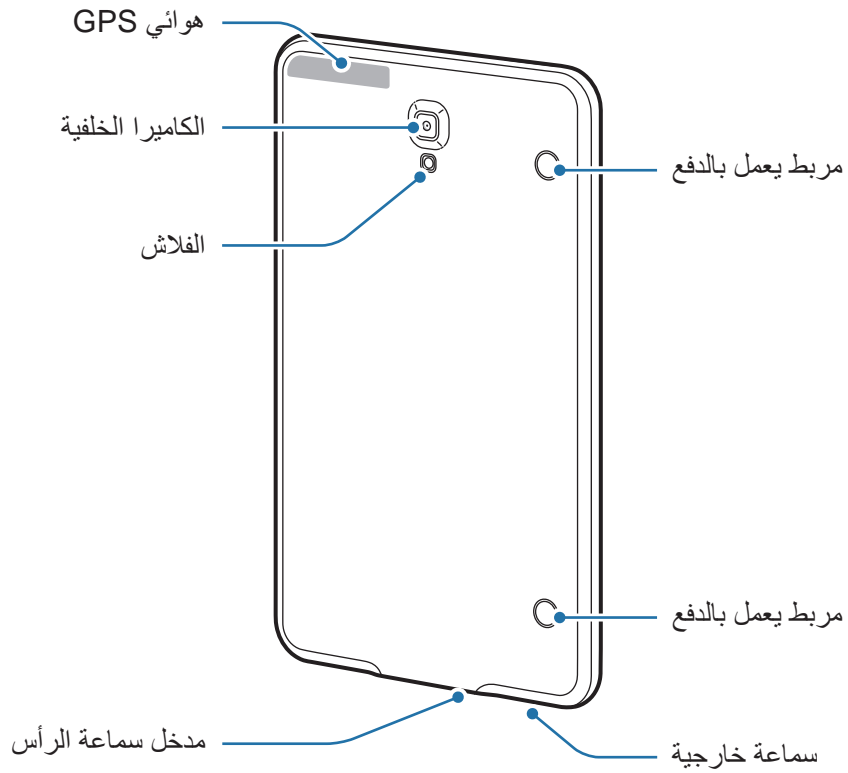 هوائي GPS
الكاميرا الخلفية
مربط يعمل بالدفع
الفلاش
مربط يعمل بالدفع
مدخل سماعة الرأس
سماعة خارجية